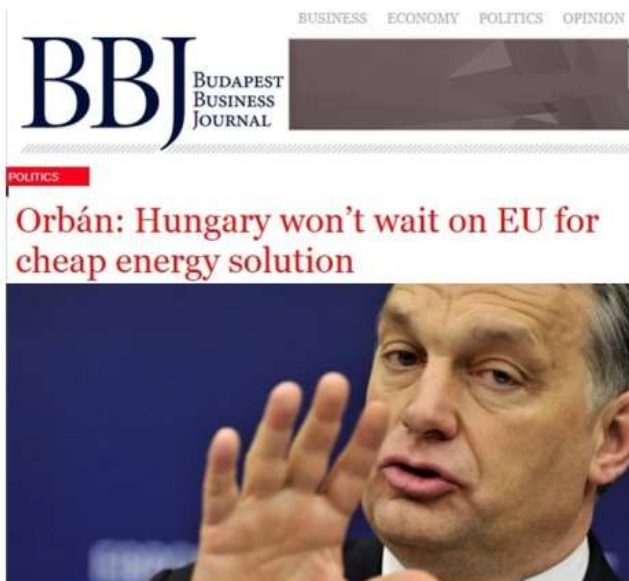 BUSINESS ECONOMY POLITICS OPINION
BBJ
BUDAPEST
BUSINESS
JOURNAL
POLITICS
Orbán: Hungary won’t wait on EU for
cheap energy solution